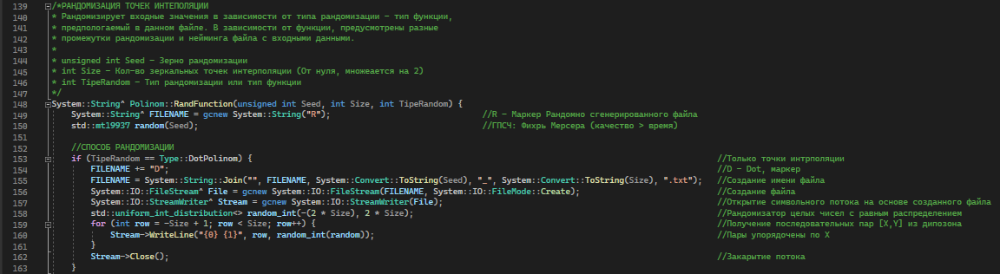 139 /*РАНДОМИЗАЦИЯ ТОЧЕК ИНТЕПОЛЯЦИИ
140 * Рандомизирует входные значения в зависимости от типа рандомизации - тип функции,
141 * предпологаемый в данном файле. В зависимости от функции, предусмотрены разные
142 * промежутки рандомизации и нейминга файла с входными данными.
143 *
144 * unsigned int Seed - Зерно рандомизации
145 * int Size - Кол-во зеркальных точек интерполяции (От нуля, множеается на 2)
146 * int TipeRandom - Тип рандомизации или тип функции
147 */
148 System::String^ Polinom::RandFunction(unsigned int Seed, int Size, int TipeRandom) {
149 System::String^ FILENAME = gcnew System::String("R"); //R - Маркер Рандомно сгенерированного файла
150 std::mt19937 random(Seed); //ГПСЧ: Фихрь Мерсера (качество > время)
151
152 //СПОСОБ РАНДОМИЗАЦИИ
153 if (TipeRandom == Type::DotPolinom) { //Только точки интрполяции
154 FILENAME += "D"; //D - Dot, маркер
155 FILENAME = System::String::Join("", FILENAME, System::Convert::ToString(Seed), "_", System::Convert::ToString(Size), ".txt"); //Создание имени файла
156 System::IO::FileStream^ File = gcnew System::IO::FileStream(FILENAME, System::IO::FileMode::Create); //Создание файла
157 System::IO::StreamWriter^ Stream = gcnew System::IO::StreamWriter(File); //Открытие символьного потока на основе созданного файла
158 std::uniform_int_distribution<> random_int(-(2 * Size), 2 * Size); //Рандомизатор целых чисел с равным распределением
159 for (int row = -Size + 1; row < Size; row++) { //Получение последовательных пар [X,Y] из дипозона
160 Stream->WriteLine("{0} {1}", row, random_int(random)); //Пары упорядочены по X
161 }
162 Stream->Close(); //Закарытие потока
163 }